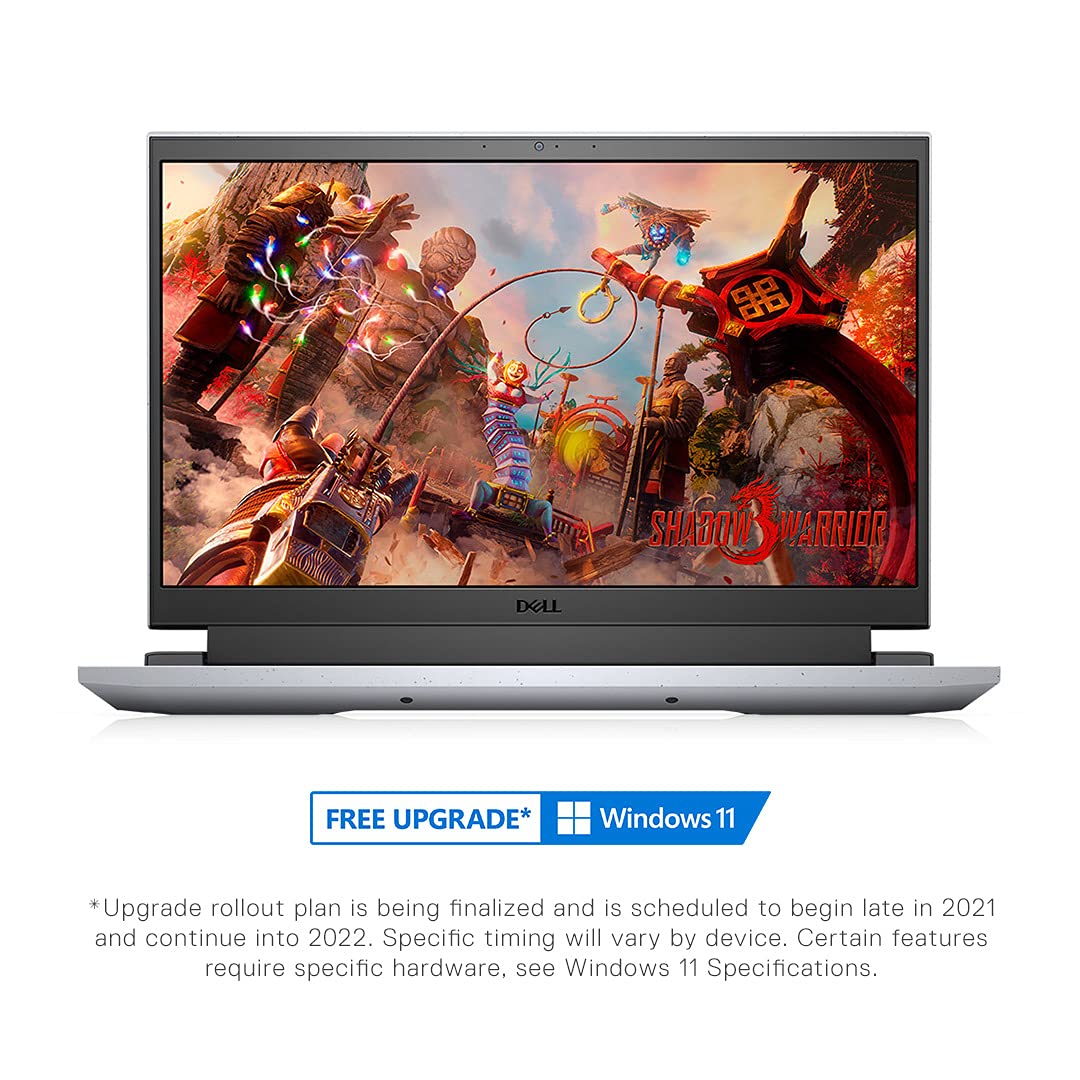 SHADOW 3 WARRIOR
DELL
FREE UPGRADE* Windows 11
*Upgrade rollout plan is being finalized and is scheduled to begin late in 2021
and continue into 2022. Specific timing will vary by device. Certain features
require specific hardware, see Windows 11 Specifications.